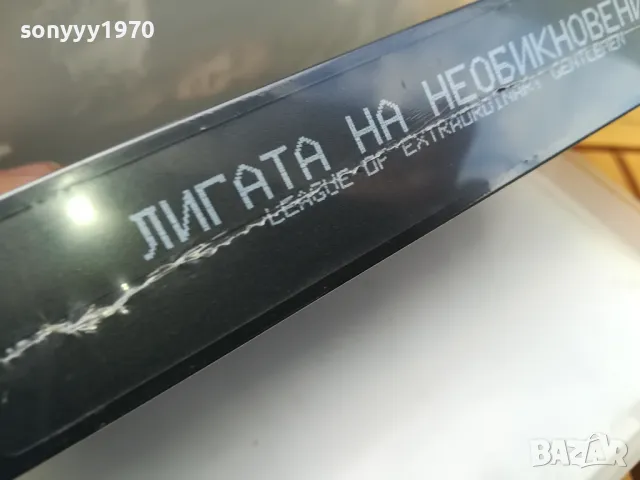 sonyyy1970
ЛИГАТА НА НЕОБИКНОВЕНИ
LEAGUE OF EXTRAORDINARY GENTLEMEN
BAZAR